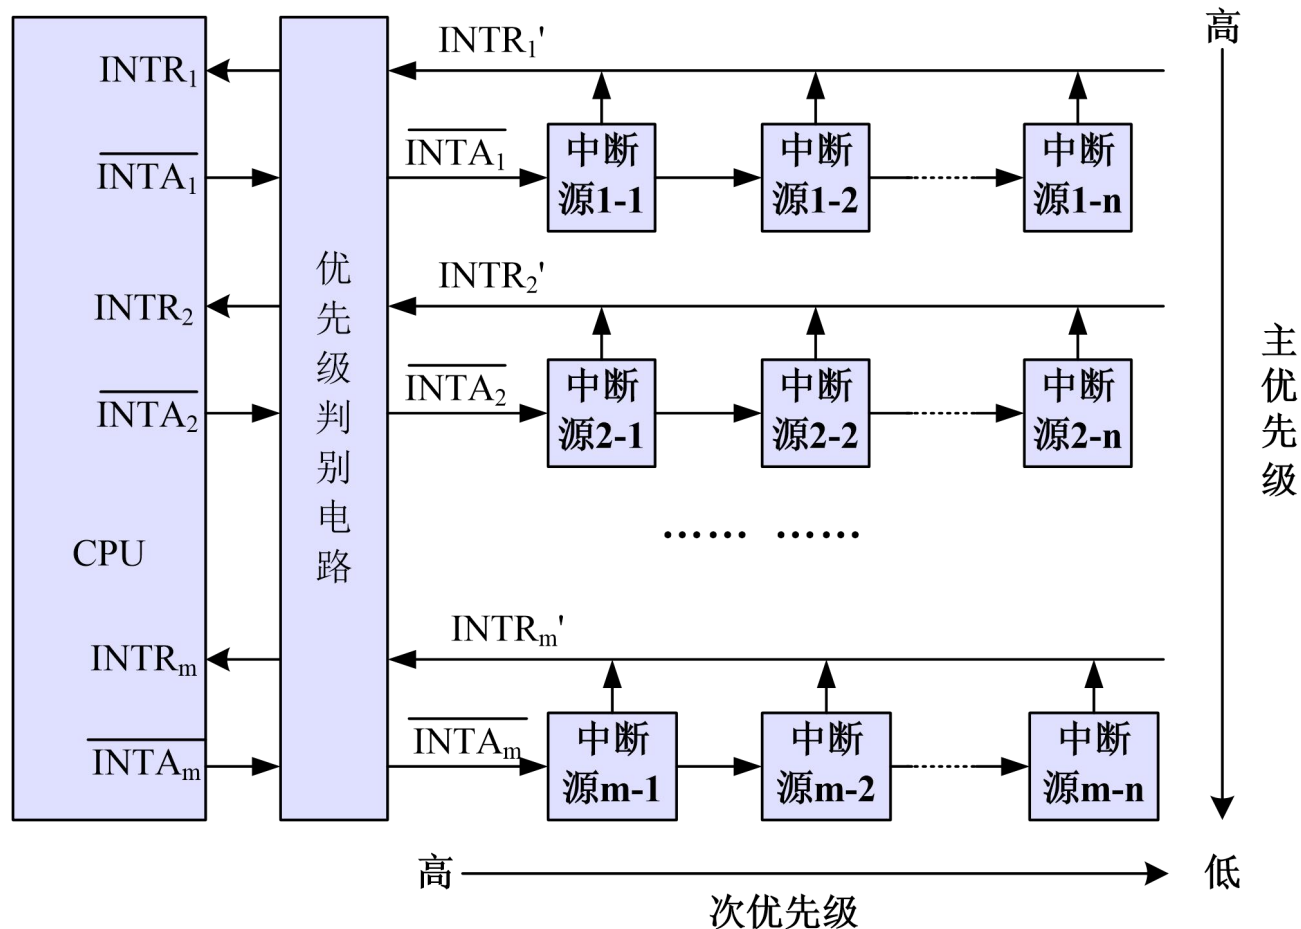 高
INTR₁'
INTR₁
INTA₁
INTA₁
中断
源1-1
中断
源1-2
中断
源1-n
优先级判别电路
INTR₂'
INTR₂
INTA₂
INTA₂
中断
源2-1
中断
源2-2
中断
源2-n
主优先级
…… ……
CPU
INTRₘ'
INTRₘ
INTAₘ
INTAₘ
中断
源m-1
中断
源m-2
中断
源m-n
高
低
次优先级